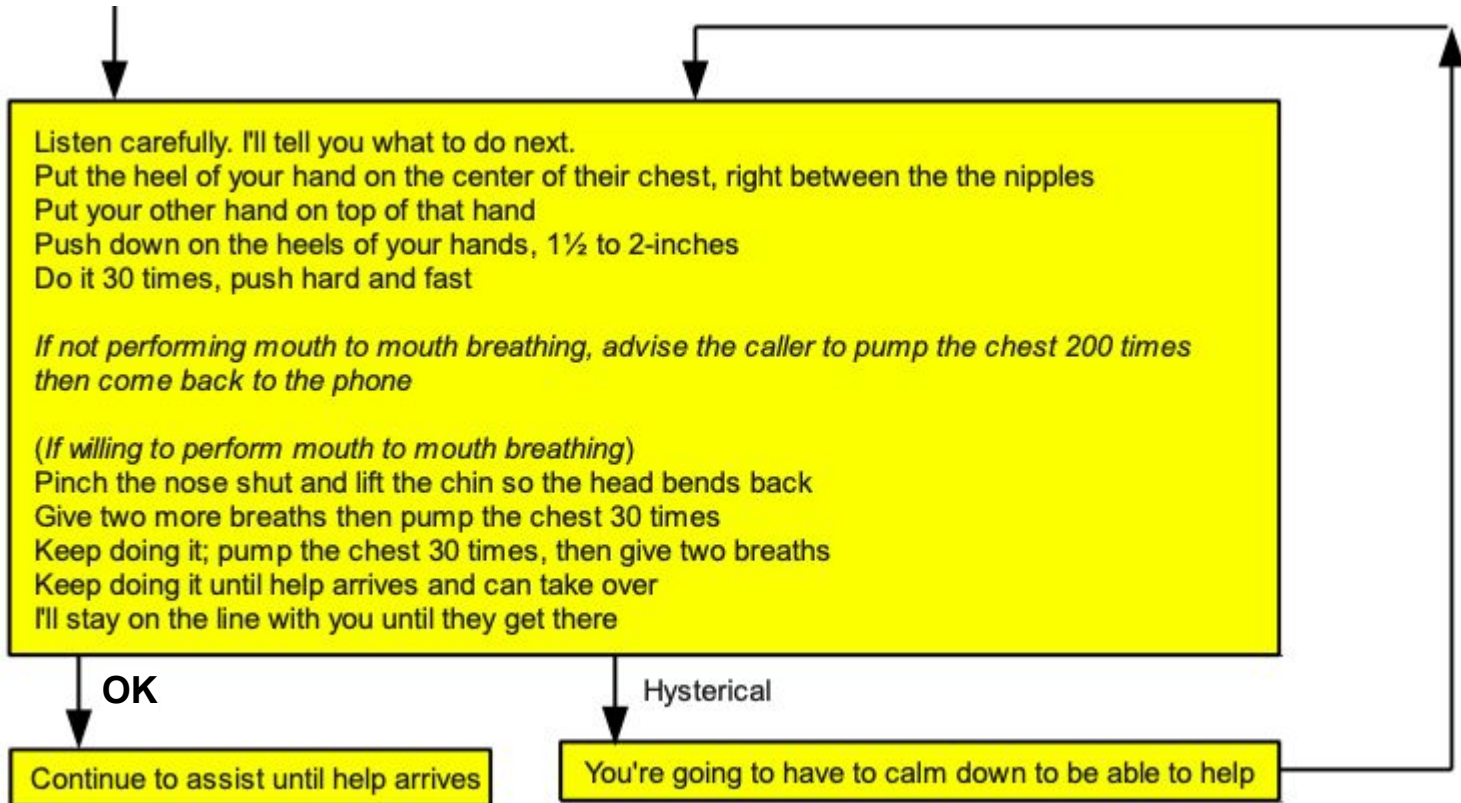 Listen carefully. I'll tell you what to do next.
Put the heel of your hand on the center of their chest, right between the the nipples
Put your other hand on top of that hand
Push down on the heels of your hands, 1½ to 2-inches
Do it 30 times, push hard and fast
If not performing mouth to mouth breathing, advise the caller to pump the chest 200 times
then come back to the phone
(If willing to perform mouth to mouth breathing)
Pinch the nose shut and lift the chin so the head bends back
Give two more breaths then pump the chest 30 times
Keep doing it; pump the chest 30 times, then give two breaths
Keep doing it until help arrives and can take over
I'll stay on the line with you until they get there
OK
Hysterical
Continue to assist until help arrives
You're going to have to calm down to be able to help